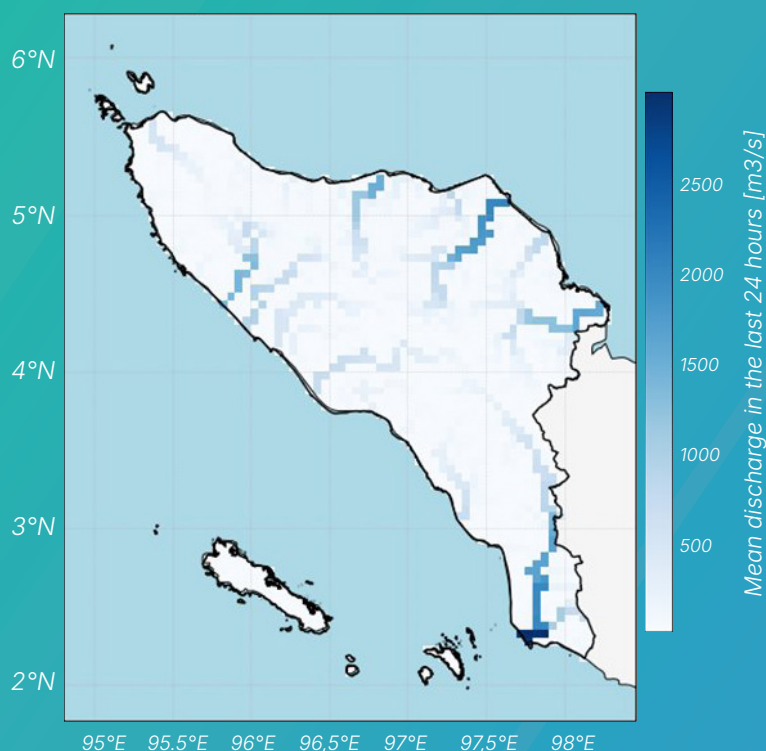 6°N
5°N
4°N
3°N
2°N
95°E 95,5°E 96°E 96,5°E 97°E 97,5°E 98°E
2500
2000
1500
1000
500
Mean discharge in the last 24 hours [m3/s]